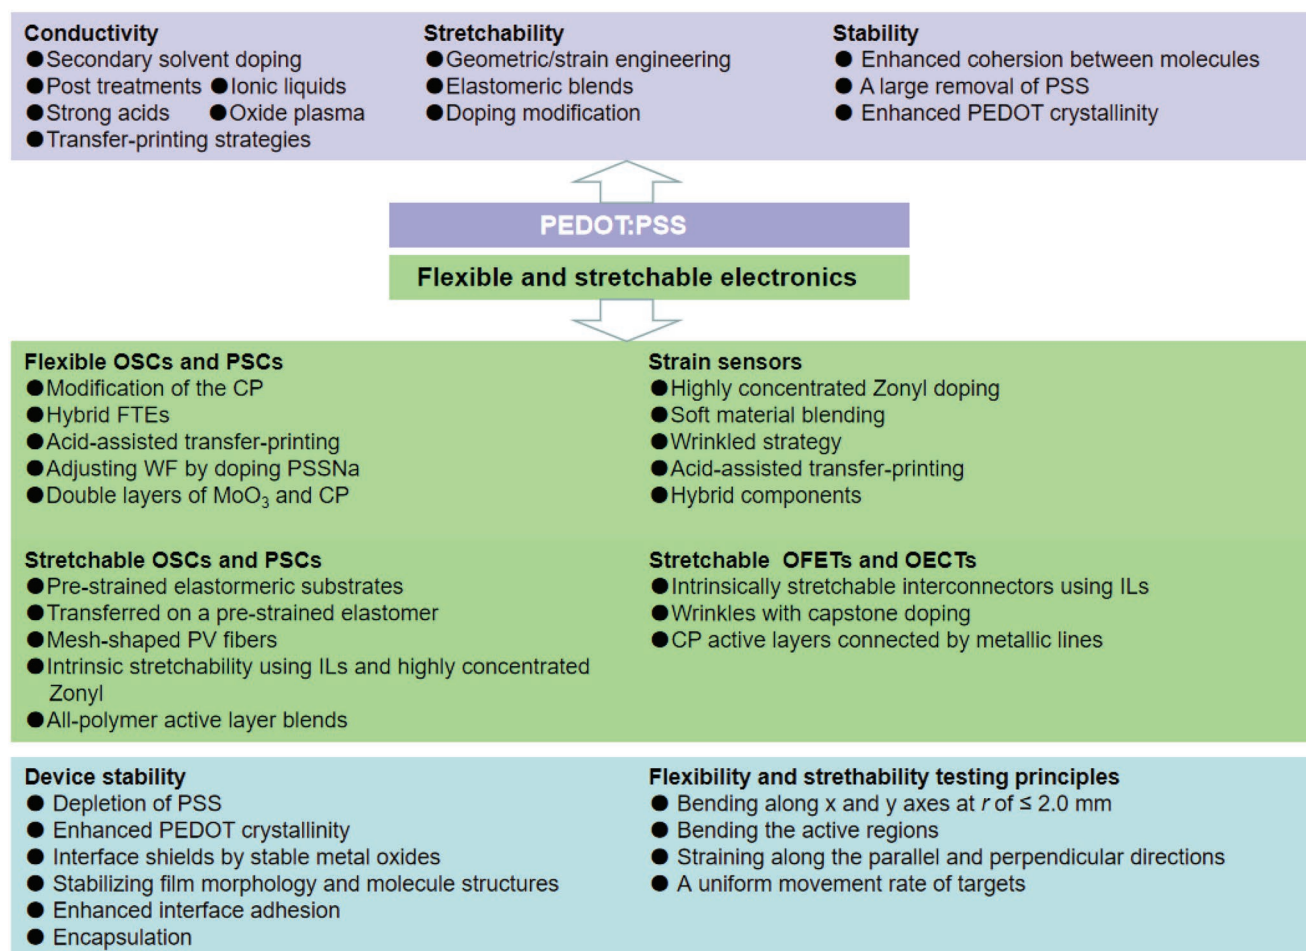 Conductivity
●Secondary solvent doping
●Post treatments ●Ionic liquids
●Strong acids ●Oxide plasma
●Transfer-printing strategies
Stretchability
●Geometric/strain engineering
●Elastomeric blends
●Doping modification
Stability
● Enhanced cohersion between molecules
● A large removal of PSS
● Enhanced PEDOT crystallinity
PEDOT:PSS
Flexible and stretchable electronics
Flexible OSCs and PSCs
●Modification of the CP
●Hybrid FTEs
●Acid-assisted transfer-printing
●Adjusting WF by doping PSSNa
●Double layers of MoO₃ and CP
Strain sensors
●Highly concentrated Zonyl doping
●Soft material blending
●Wrinkled strategy
●Acid-assisted transfer-printing
●Hybrid components
Stretchable OSCs and PSCs
●Pre-strained elastormeric substrates
●Transferred on a pre-strained elastomer
●Mesh-shaped PV fibers
●Intrinsic stretchability using ILs and highly concentrated
Zonyl
●All-polymer active layer blends
Stretchable OFETs and OECTs
●Intrinsically stretchable interconnectors using ILs
●Wrinkles with capstone doping
●CP active layers connected by metallic lines
Device stability
● Depletion of PSS
● Enhanced PEDOT crystallinity
● Interface shields by stable metal oxides
● Stabilizing film morphology and molecule structures
● Enhanced interface adhesion
● Encapsulation
Flexibility and strethability testing principles
● Bending along x and y axes at r of ≤ 2.0 mm
● Bending the active regions
● Straining along the parallel and perpendicular directions
● A uniform movement rate of targets